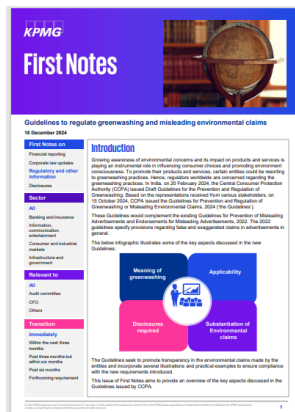 KPMG
First Notes
Guidelines to regulate greenwashing and misleading environmental claims
18 December 2024
First Notes on
Financial reporting
Corporate law updates
Regulatory and other
information
Disclosures
Sector
All
Banking and insurance
Information,
communication,
entertainment
Consumer and industrial
markets
Infrastructure and
government
Relevant to
All
Audit committee
CFO
Others
Transition
Immediately
Within the next three
months
Post three months but
within six months
Post six months
Forthcoming requirement
Introduction
Growing awareness of environmental concerns and its impact on products and services is
playing an instrumental role in influencing consumer choices and promoting environment
consciousness. To promote their products and services, certain entities could be resorting
to greenwashing practices. Hence, regulators worldwide are concerned regarding the
greenwashing practices. In India, on 20 February 2024, the Central Consumer Protection
Authority (CCPA) issued Draft Guidelines for the Prevention and Regulation of
Greenwashing. Based on the representations received from various stakeholders, on
15 October 2024, CCPA issued the Guidelines for Prevention and Regulation of
Greenwashing or Misleading Environmental Claims, 2024 ('the Guidelines').
These Guidelines would complement the existing Guidelines for Prevention of Misleading
Advertisements and Endorsements for Misleading Advertisements, 2022. The 2022
guidelines specify provisions regarding false and exaggerated claims in advertisements in
general.
The below infographic illustrates some of the key aspects discussed in the new
Guidelines:
Meaning of
greenwashing
Applicability
Disclosures
required
Substantiation of
Environmental
claims
The Guidelines seek to promote transparency in the environmental claims made by the
entities and incorporate several illustrations and practical examples to ensure compliance
with the new requirements introduced.
This issue of First Notes aims to provide an overview of the key aspects discussed in the
Guidelines issued by CCPA.
1